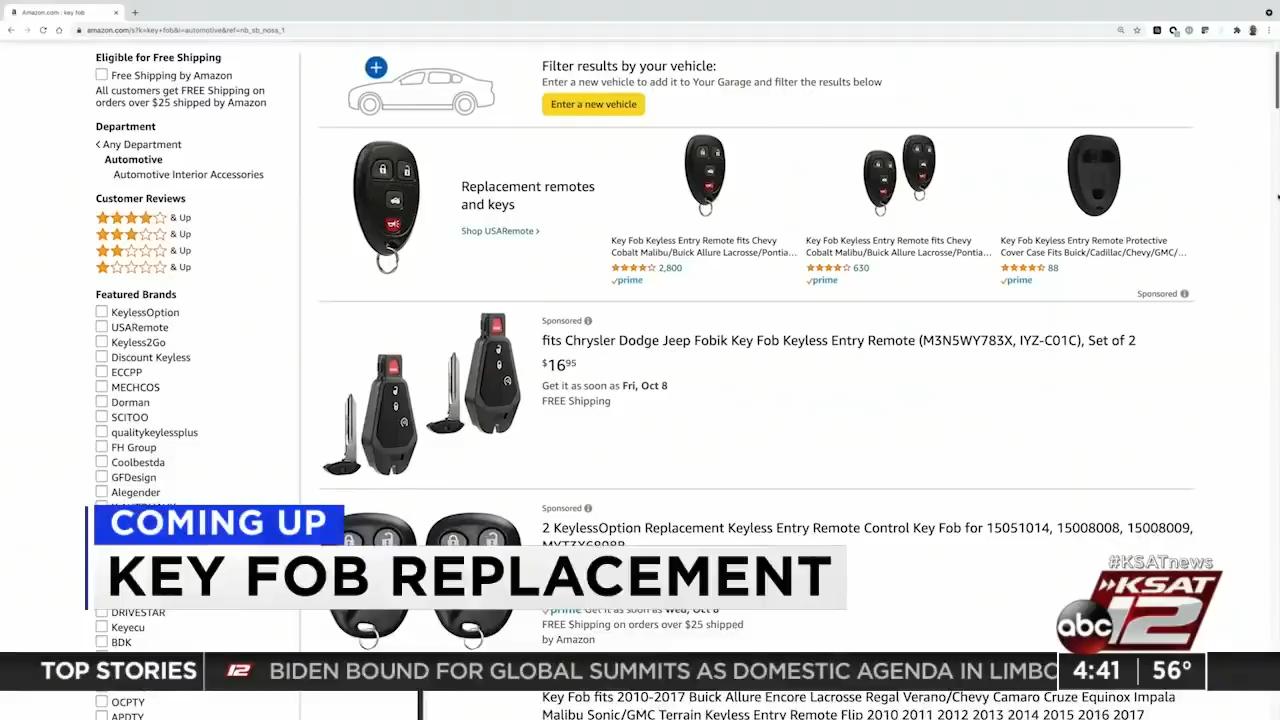 Amazon.com : key fob
amazon.com/s?k=key+fob&i=automotive&ref=nb_sb_noss_1
Eligible for Free Shipping
Free Shipping by Amazon
All customers get FREE Shipping on
orders over $25 shipped by Amazon
Department
Any Department
Automotive
Automotive Interior Accessories
Customer Reviews
& Up
& Up
& Up
& Up
Featured Brands
KeylessOption
USARemote
Keyless2Go
Discount Keyless
ECCPP
MECHCOS
Dorman
SCITOO
qualitykeylessplus
FH Group
Coolbestda
GFDesign
Alegender
DRIVESTAR
Keyecu
BDK
OCPTY
APDTY
Filter results by your vehicle:
Enter a new vehicle to add it to Your Garage and filter the results below
Enter a new vehicle
Replacement remotes
and keys
Shop USARemote ›
Key Fob Keyless Entry Remote fits Chevy
Cobalt Malibu/Buick Allure Lacrosse/Pontia...
2,800
prime
Key Fob Keyless Entry Remote fits Chevy
Cobalt Malibu/Buick Allure Lacrosse/Pontia...
630
prime
Key Fob Keyless Entry Remote Protective
Cover Case Fits Buick/Cadillac/Chevy/GMC/...
88
prime
Sponsored
Sponsored
fits Chrysler Dodge Jeep Fobik Key Fob Keyless Entry Remote (M3N5WY783X, IYZ-C01C), Set of 2
$1695
Get it as soon as Fri, Oct 8
FREE Shipping
Sponsored
2 KeylessOption Replacement Keyless Entry Remote Control Key Fob for 15051014, 15008008, 15008009,
prime Get it as soon as Wed, Oct 6
FREE Shipping on orders over $25 shipped
by Amazon
Key Fob fits 2010-2017 Buick Allure Encore Lacrosse Regal Verano/Chevy Camaro Cruze Equinox Impala
Malibu Sonic/GMC Terrain Keyless Entry Remote Flip 2010 2011 2012 2013 2014 2015 2016 2017
COMING UP
KEY FOB REPLACEMENT
#KSATnews
KSAT
abc 12
TOP STORIES
12 BIDEN BOUND FOR GLOBAL SUMMITS AS DOMESTIC AGENDA IN LIMBO
4:41 56°